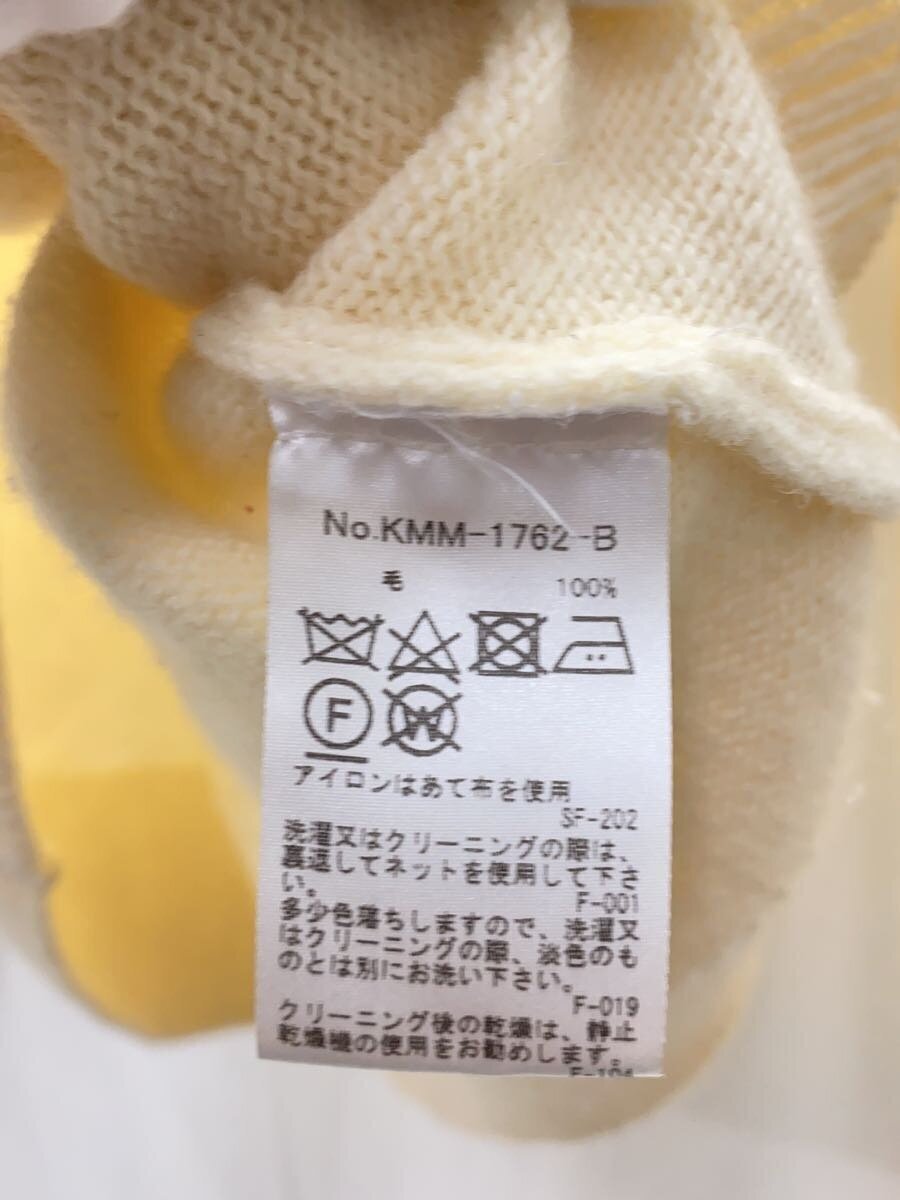 No.KMM-1762-B
毛 100%
F W
アイロンはあて布を使用
SF-202
洗濯又はクリーニングの際は、
裏返してネットを使用して下さ
い。
F-001
多少色落ちしますので、洗濯又
はクリーニングの際、淡色のも
のとは別にお洗い下さい。
F-019
クリーニング後の乾燥は、静止
乾燥機の使用をお勧めします。
F-104